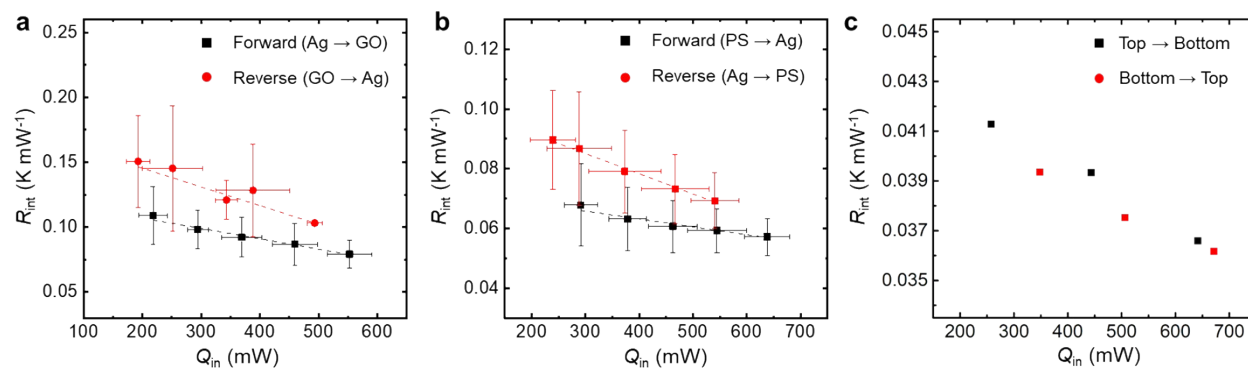 a
Forward (Ag → GO)
Reverse (GO → Ag)
0.25
0.20
0.15
0.10
0.05
R_int (K mW⁻¹)
100 200 300 400 500 600
Q_in (mW)
b
Forward (PS → Ag)
Reverse (Ag → PS)
0.12
0.10
0.08
0.06
0.04
R_int (K mW⁻¹)
200 300 400 500 600 700
Q_in (mW)
c
Top → Bottom
Bottom → Top
0.045
0.043
0.041
0.039
0.037
0.035
R_int (K mW⁻¹)
200 300 400 500 600 700
Q_in (mW)